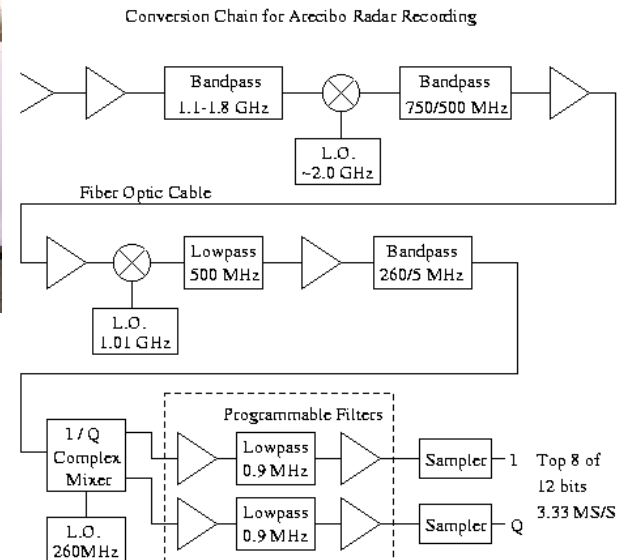 Conversion Chain for Arecibo Radar Recording
Bandpass
1.1-1.8 GHz
L.O.
~2.0 GHz
Bandpass
750/500 MHz
Fiber Optic Cable
L.O.
1.01 GHz
Lowpass
500 MHz
Bandpass
260/5 MHz
I/Q
Complex
Mixer
L.O.
260MHz
Programmable Filters
Lowpass
0.9 MHz
Sampler
I
Lowpass
0.9 MHz
Sampler
Q
Top 8 of
12 bits
3.33 MS/S